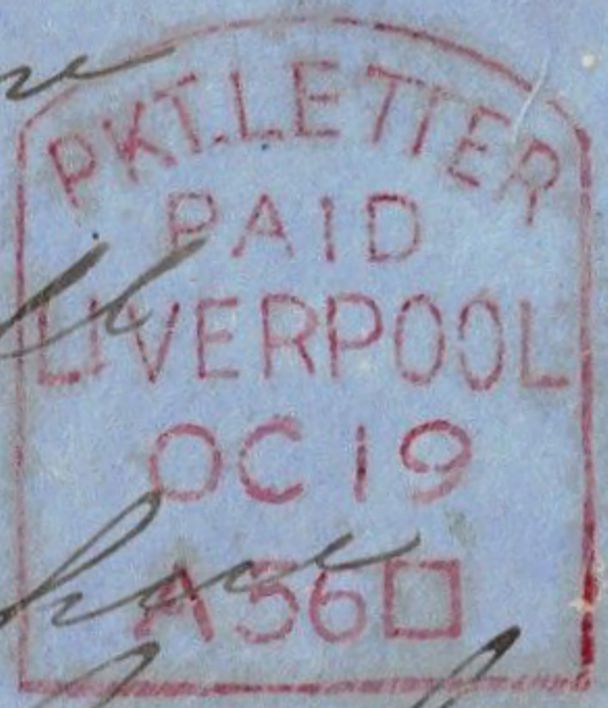 PKT. LETTER
PAID
LIVERPOOL
OC 19
A 56 □